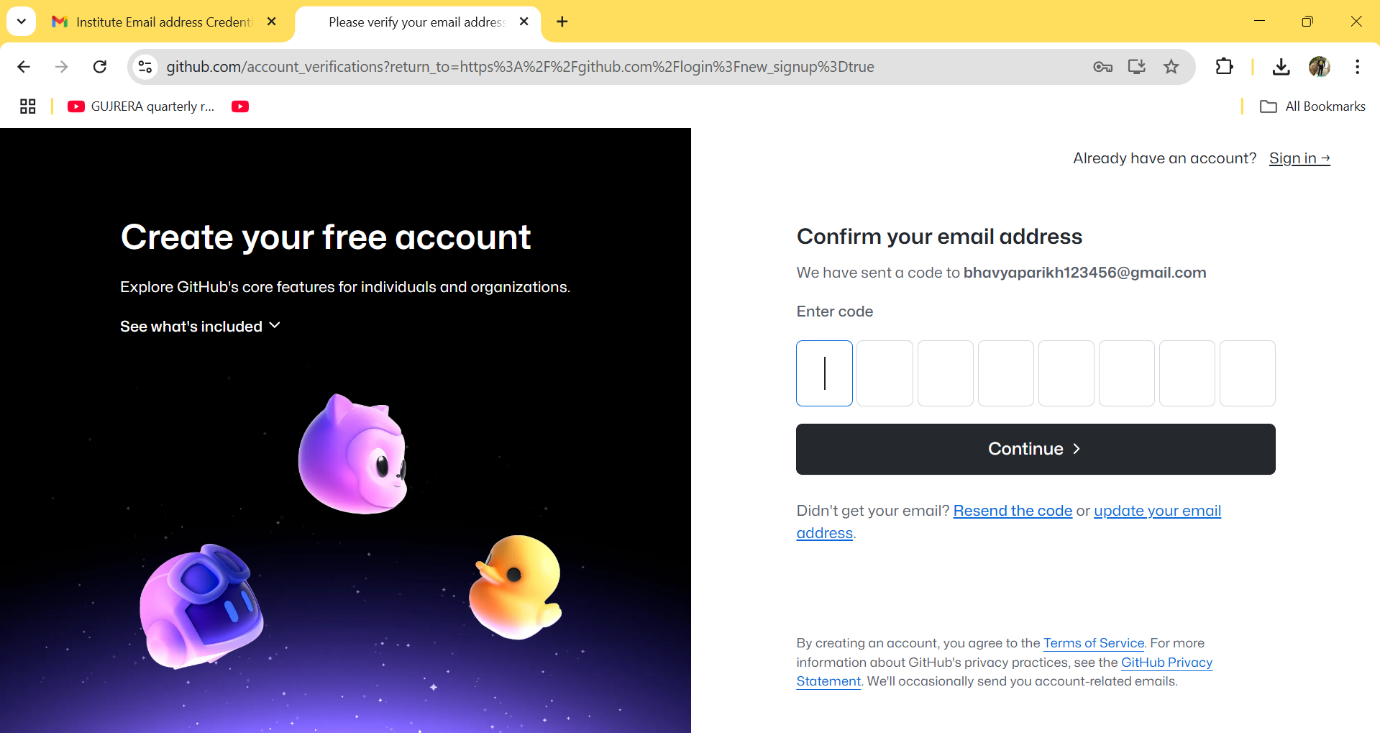 Institute Email address Credenti
Please verify your email address
github.com/account_verifications?return_to=https%3A%2F%2Fgithub.com%2Flogin%3Fnew_signup%3Dtrue
GUJRERA quarterly r...
All Bookmarks
Already have an account? Sign in →
Create your free account
Explore GitHub's core features for individuals and organizations.
See what's included
Confirm your email address
We have sent a code to bhavyaparikh123456@gmail.com
Enter code
Continue
Didn't get your email? Resend the code or update your email
address.
By creating an account, you agree to the Terms of Service. For more
information about GitHub's privacy practices, see the GitHub Privacy
Statement. We'll occasionally send you account-related emails.